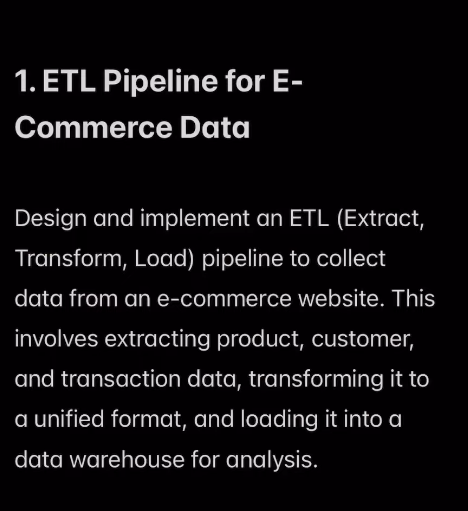 1. ETL Pipeline for E-
Commerce Data
Design and implement an ETL (Extract,
Transform, Load) pipeline to collect
data from an e-commerce website. This
involves extracting product, customer,
and transaction data, transforming it to
a unified format, and loading it into a
data warehouse for analysis.